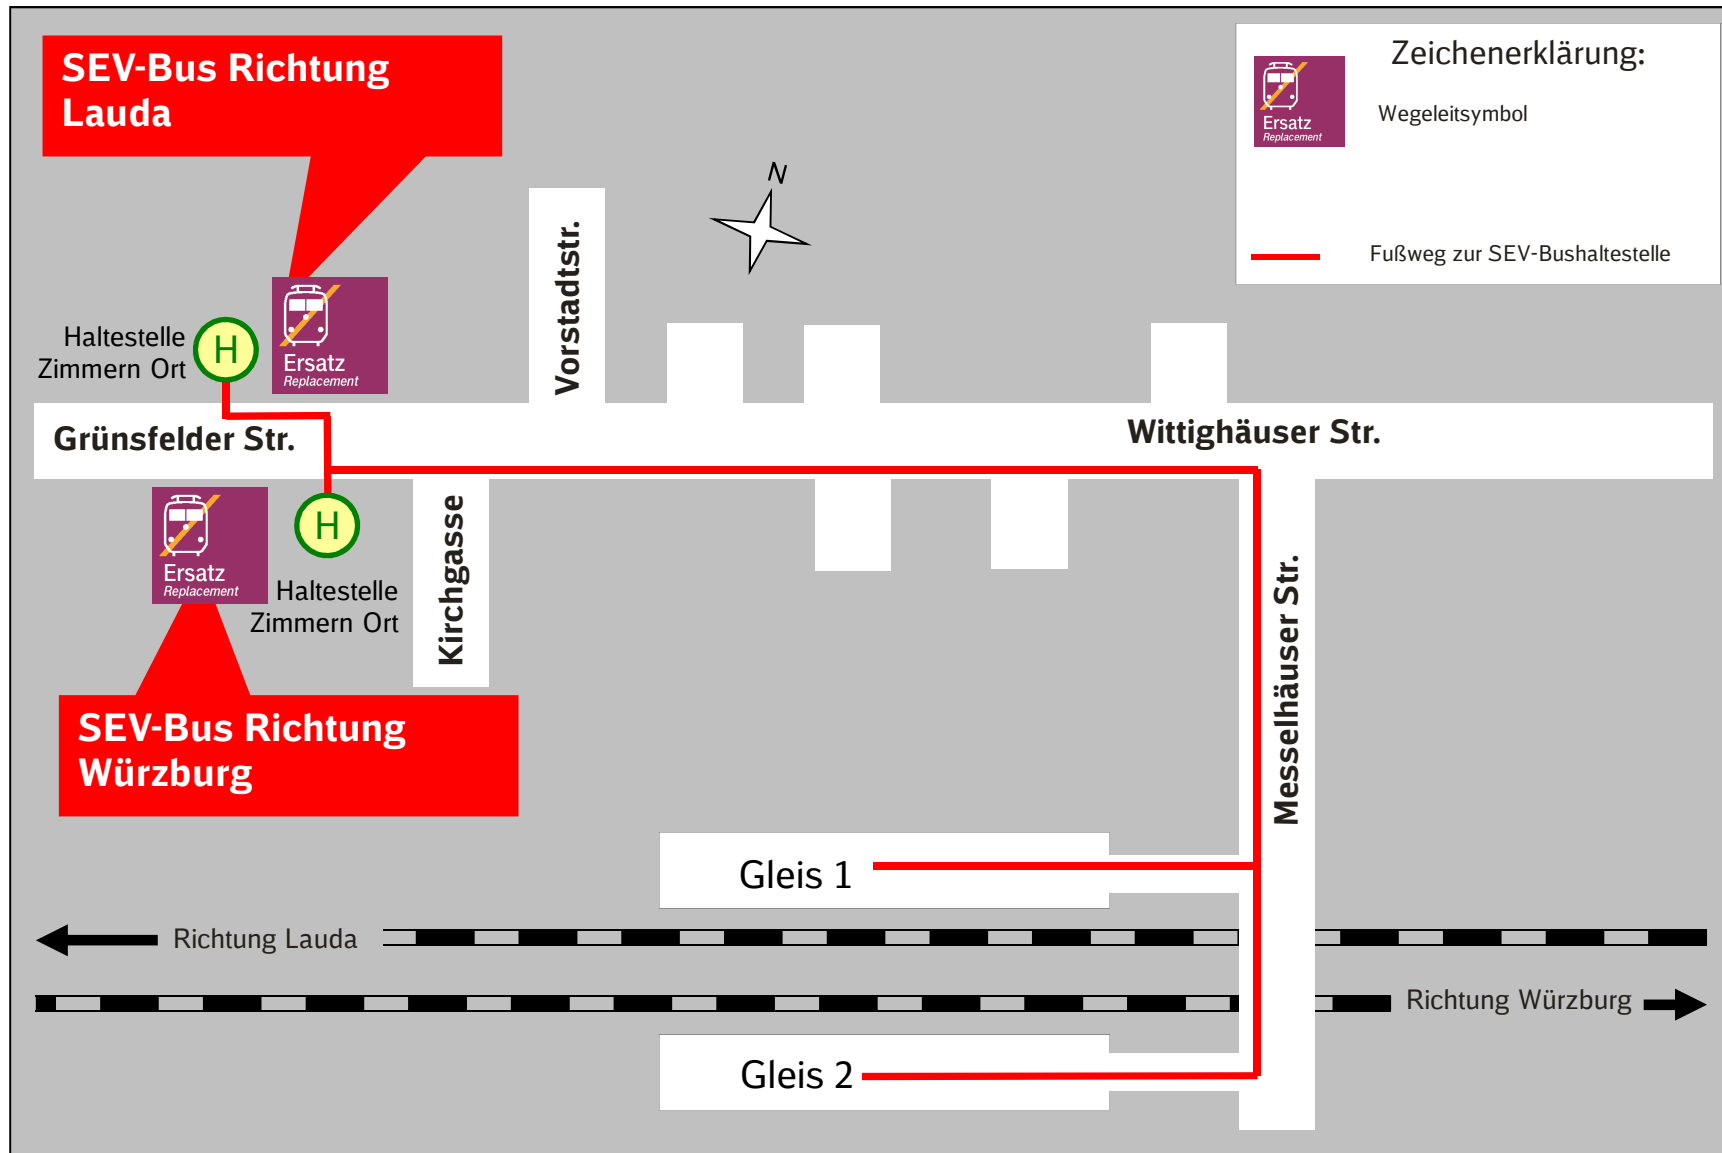 SEV-Bus Richtung
Lauda
Zeichenerklärung:
Ersatz
Replacement
Wegeleitsymbol
Fußweg zur SEV-Bushaltestelle
N
Vorstadtstr.
Haltestelle
Zimmern Ort
H
Ersatz
Replacement
Grünsfelder Str.
Wittighäuser Str.
Ersatz
Replacement
H
Haltestelle
Zimmern Ort
Kirchgasse
Messelhäuser Str.
SEV-Bus Richtung
Würzburg
Gleis 1
Richtung Lauda
Richtung Würzburg
Gleis 2